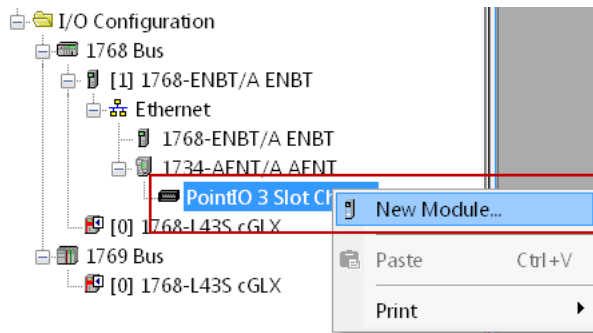 I/O Configuration
1768 Bus
[1] 1768-ENBT/A ENBT
Ethernet
1768-ENBT/A ENBT
1734-AENT/A AENT
PointIO 3 Slot
New Module...
[0] 1768-L43S cGLX
Paste Ctrl+V
1769 Bus
[0] 1768-L43S cGLX
Print